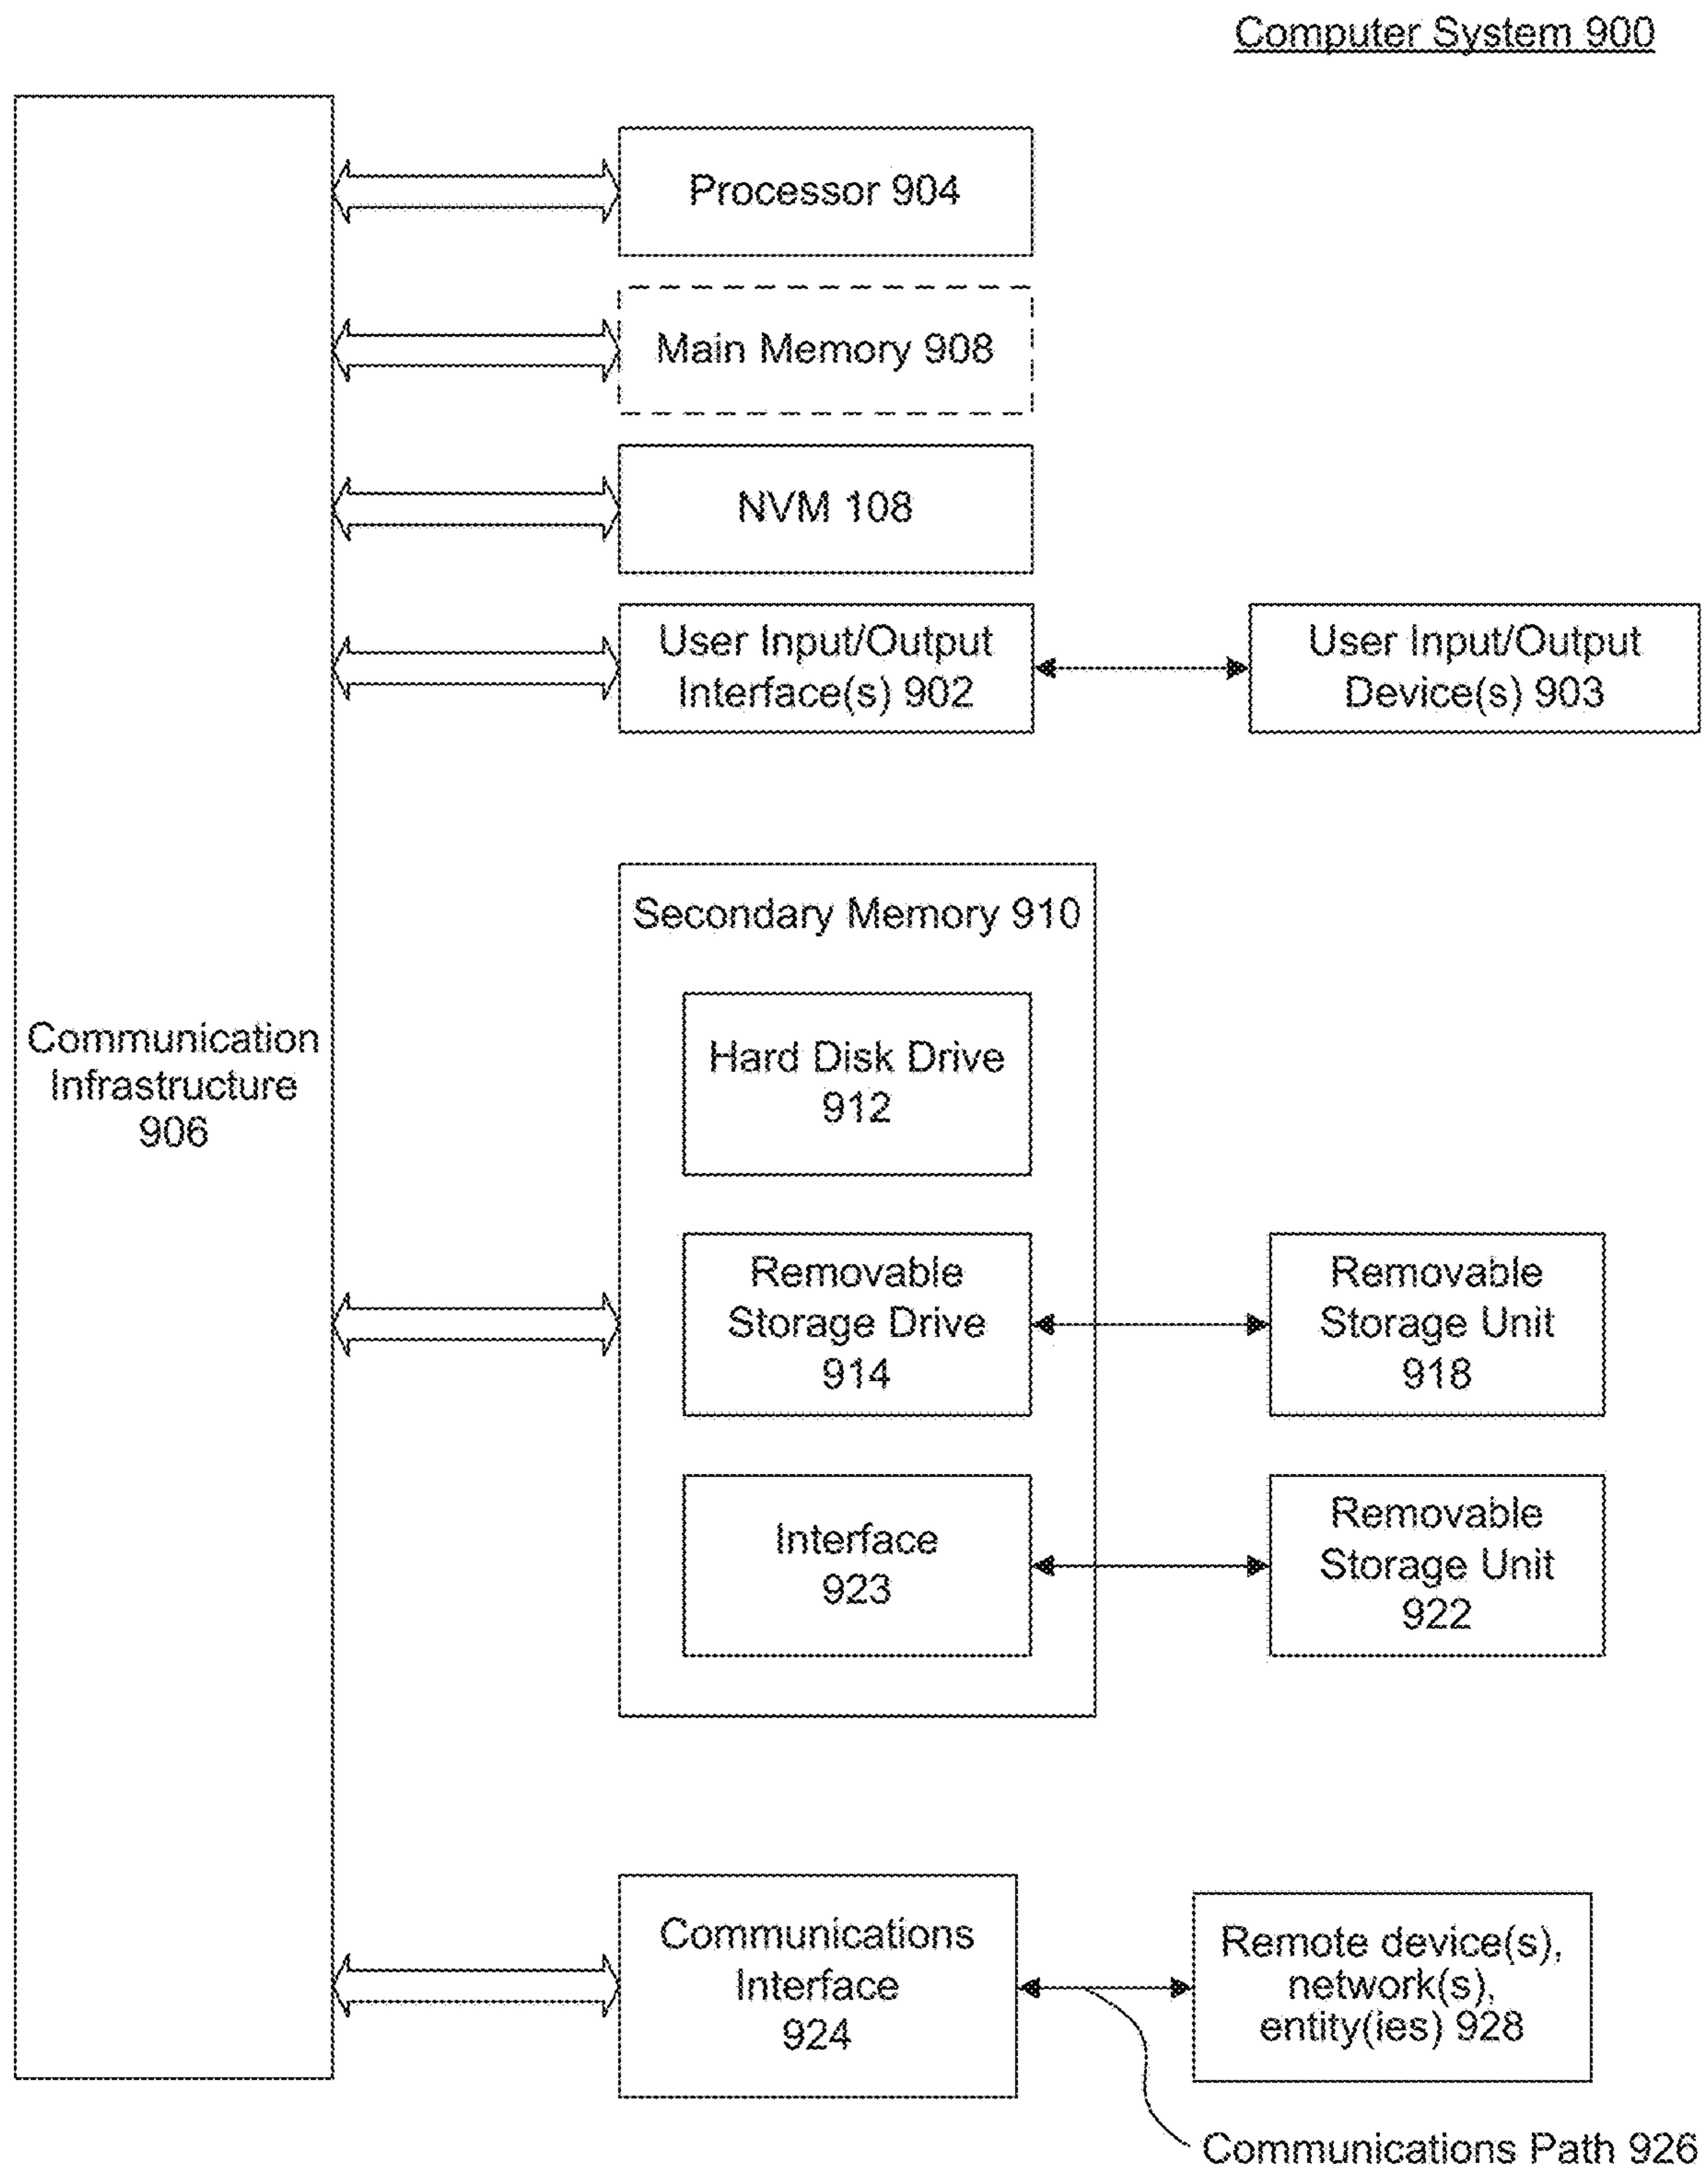 Computer System 900
Processor 904
Main Memory 908
NVM 108
User Input/Output
Interface(s) 902
User Input/Output
Device(s) 903
Communication
Infrastructure
906
Secondary Memory 910
Hard Disk Drive
912
Removable
Storage Drive
914
Removable
Storage Unit
918
Interface
923
Removable
Storage Unit
922
Communications
Interface
924
Remote device(s),
network(s),
entity(ies) 928
Communications Path 926